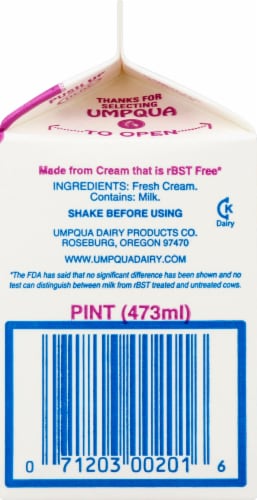 PUSH UP
THANKS FOR
SELECTING
UMPQUA
TO OPEN
Made from Cream that is rBST Free*
INGREDIENTS: Fresh Cream.
Contains: Milk.
K
Dairy
SHAKE BEFORE USING
UMPQUA DAIRY PRODUCTS CO.
ROSEBURG, OREGON 97470
WWW.UMPQUADAIRY.COM
*The FDA has said that no significant difference has been shown and no
test can distinguish between milk from rBST treated and untreated cows.
PINT (473ml)
0 71203 00201 6